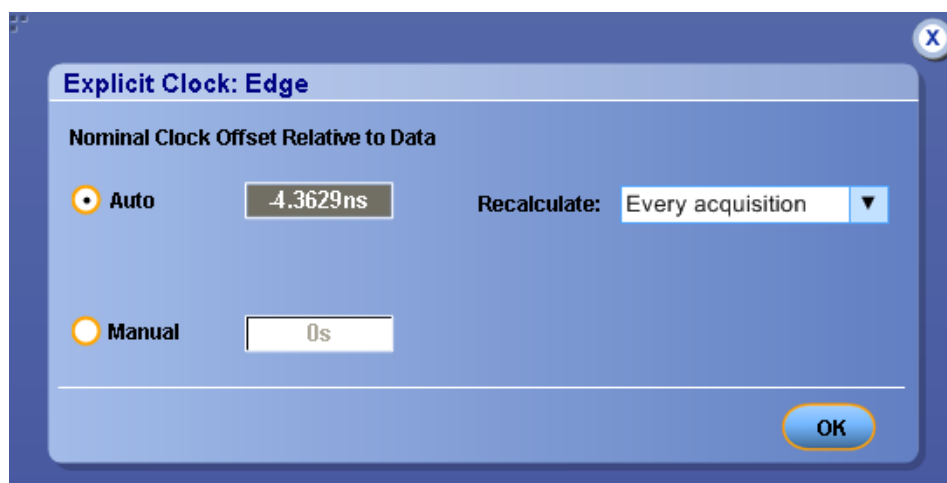 X
Explicit Clock: Edge
Nominal Clock Offset Relative to Data
Auto -4.3629ns Recalculate: Every acquisition
Manual 0s
OK